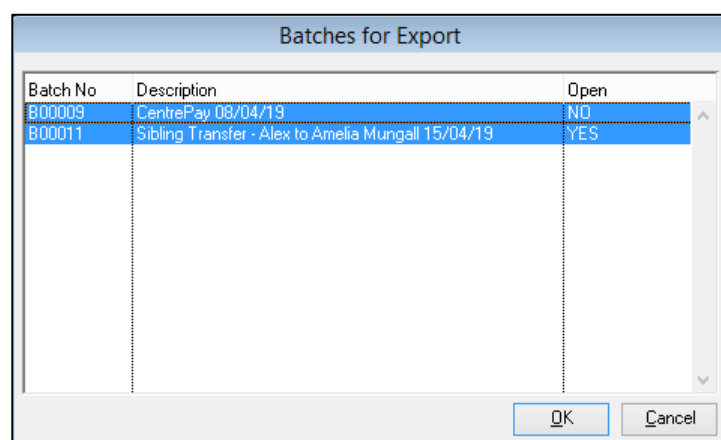 Batches for Export
Batch No Description Open
B00009 CentrePay 08/04/19 NO
B00011 Sibling Transfer - Alex to Amelia Mungall 15/04/19 YES
OK Cancel